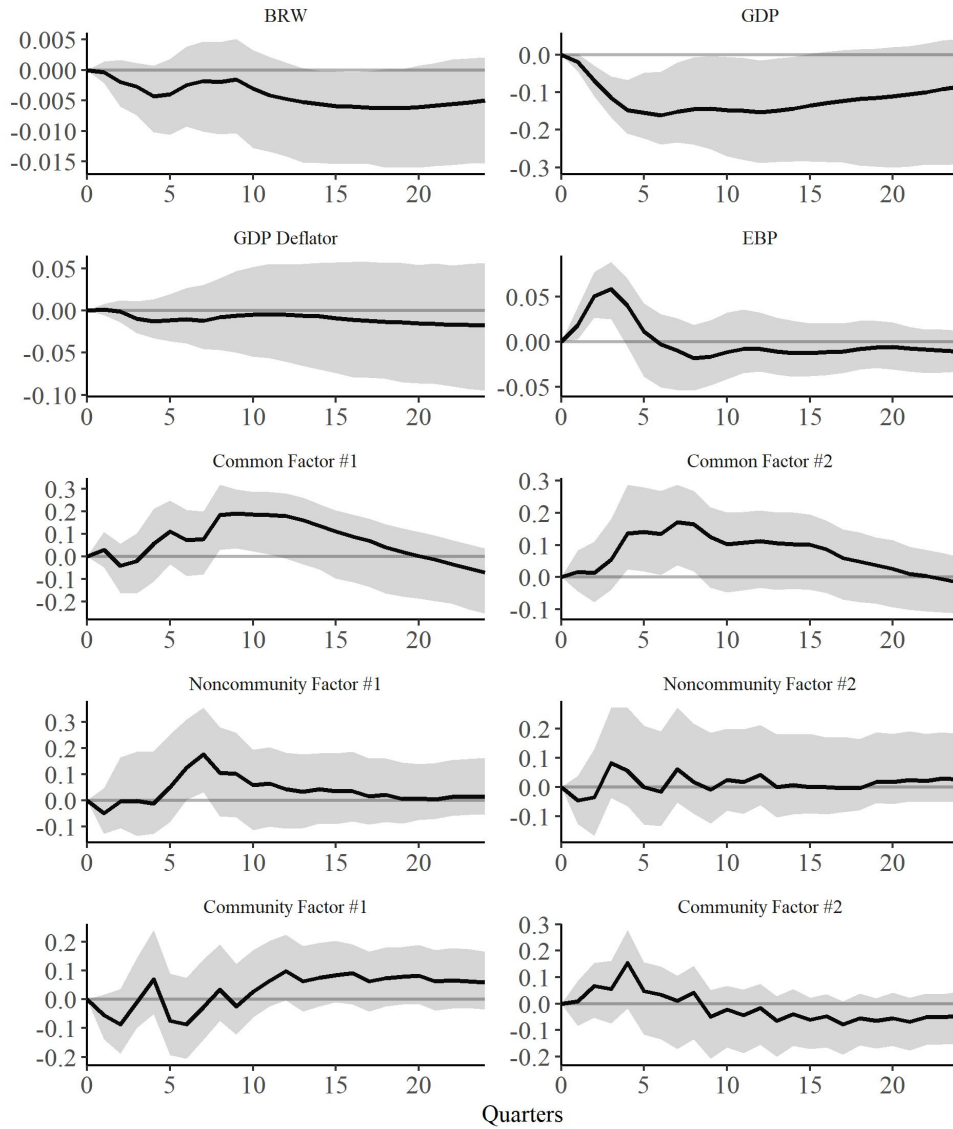 BRW
0.005
0.000
-0.005
-0.010
-0.015
0 5 10 15 20
GDP
0.0
-0.1
-0.2
-0.3
0 5 10 15 20
GDP Deflator
0.05
0.00
-0.05
-0.10
0 5 10 15 20
EBP
0.05
0.00
-0.05
0 5 10 15 20
Common Factor #1
0.3
0.2
0.1
0.0
-0.1
-0.2
0 5 10 15 20
Common Factor #2
0.3
0.2
0.1
0.0
-0.1
0 5 10 15 20
Noncommunity Factor #1
0.3
0.2
0.1
0.0
-0.1
0 5 10 15 20
Noncommunity Factor #2
0.2
0.1
0.0
-0.1
0 5 10 15 20
Community Factor #1
0.2
0.1
0.0
-0.1
-0.2
0 5 10 15 20
Community Factor #2
0.3
0.2
0.1
0.0
-0.1
-0.2
0 5 10 15 20
Quarters